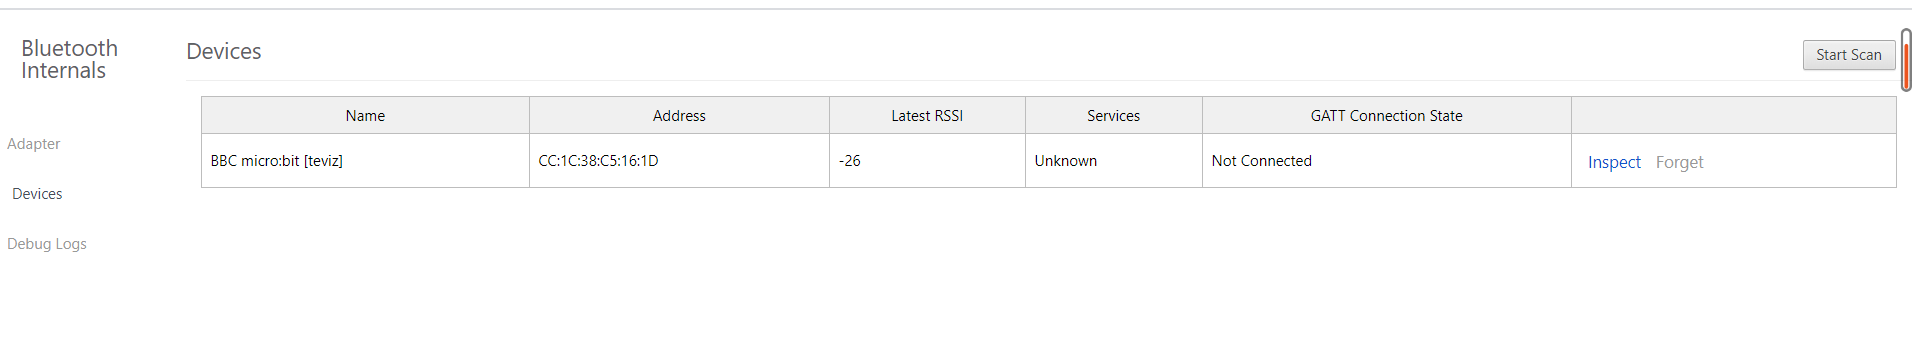 Bluetooth
Internals
Adapter
Devices
Debug Logs
Devices
Start Scan
Name Address Latest RSSI Services GATT Connection State
BBC micro:bit [teviz] CC:1C:38:C5:16:1D -26 Unknown Not Connected Inspect Forget